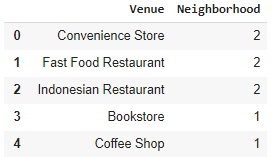 Venue Neighborhood
0 Convenience Store 2
1 Fast Food Restaurant 2
2 Indonesian Restaurant 2
3 Bookstore 1
4 Coffee Shop 1